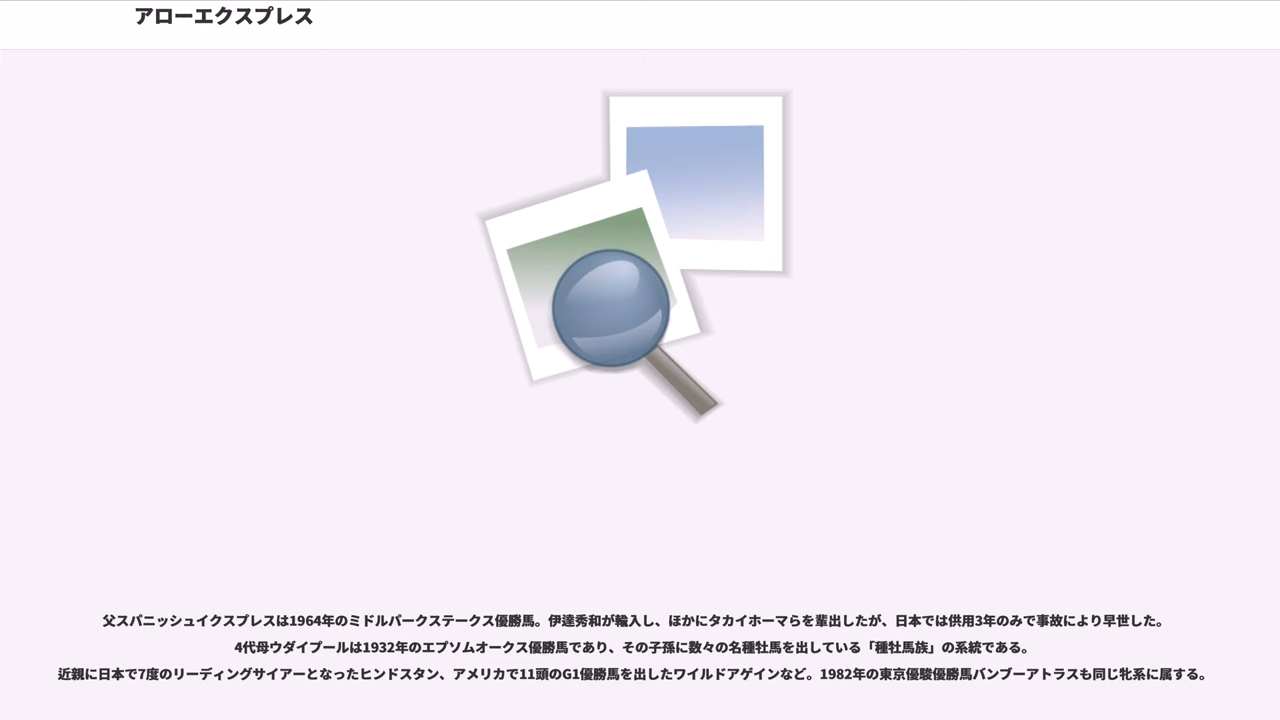 アローエクスプレス
父スパニッシュイクスプレスは1964年のミドルパークステークス優勝馬。伊達秀和が輸入し、ほかにタカイホーマらを輩出したが、日本では供用3年のみで事故により早世した。
4代母ウダイプールは1932年のエプソムオークス優勝馬であり、その子孫に数々の名種牡馬を出している「種牡馬族」の系統である。
近親に日本で7度のリーディングサイアーとなったヒンドスタン、アメリカで11頭のG1優勝馬を出したワイルドアゲインなど。1982年の東京優駿優勝馬バンブーアトラスも同じ牝系に属する。